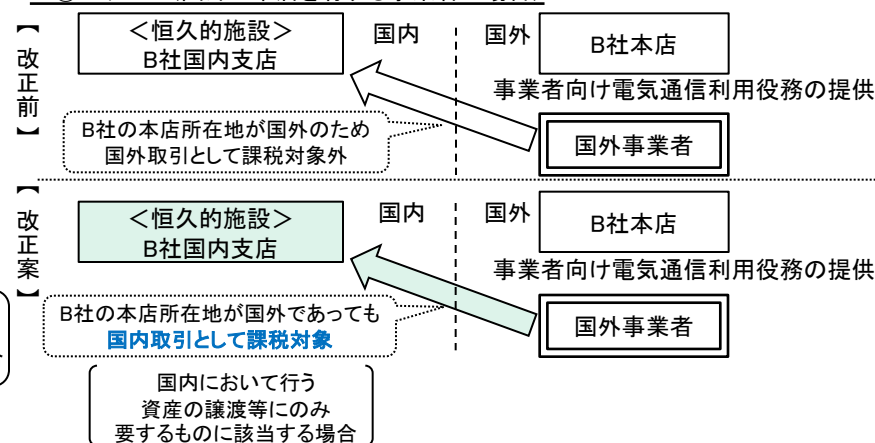 【改正前】
＜恒久的施設＞
B社国内支店
国内
国外
B社本店
事業者向け電気通信利用役務の提供
国外事業者
B社の本店所在地が国外のため
国外取引として課税対象外
【改正案】
＜恒久的施設＞
B社国内支店
国内
国外
B社本店
事業者向け電気通信利用役務の提供
国外事業者
B社の本店所在地が国外であっても
国内取引として課税対象
国内において行う
資産の譲渡等にのみ
要するものに該当する場合